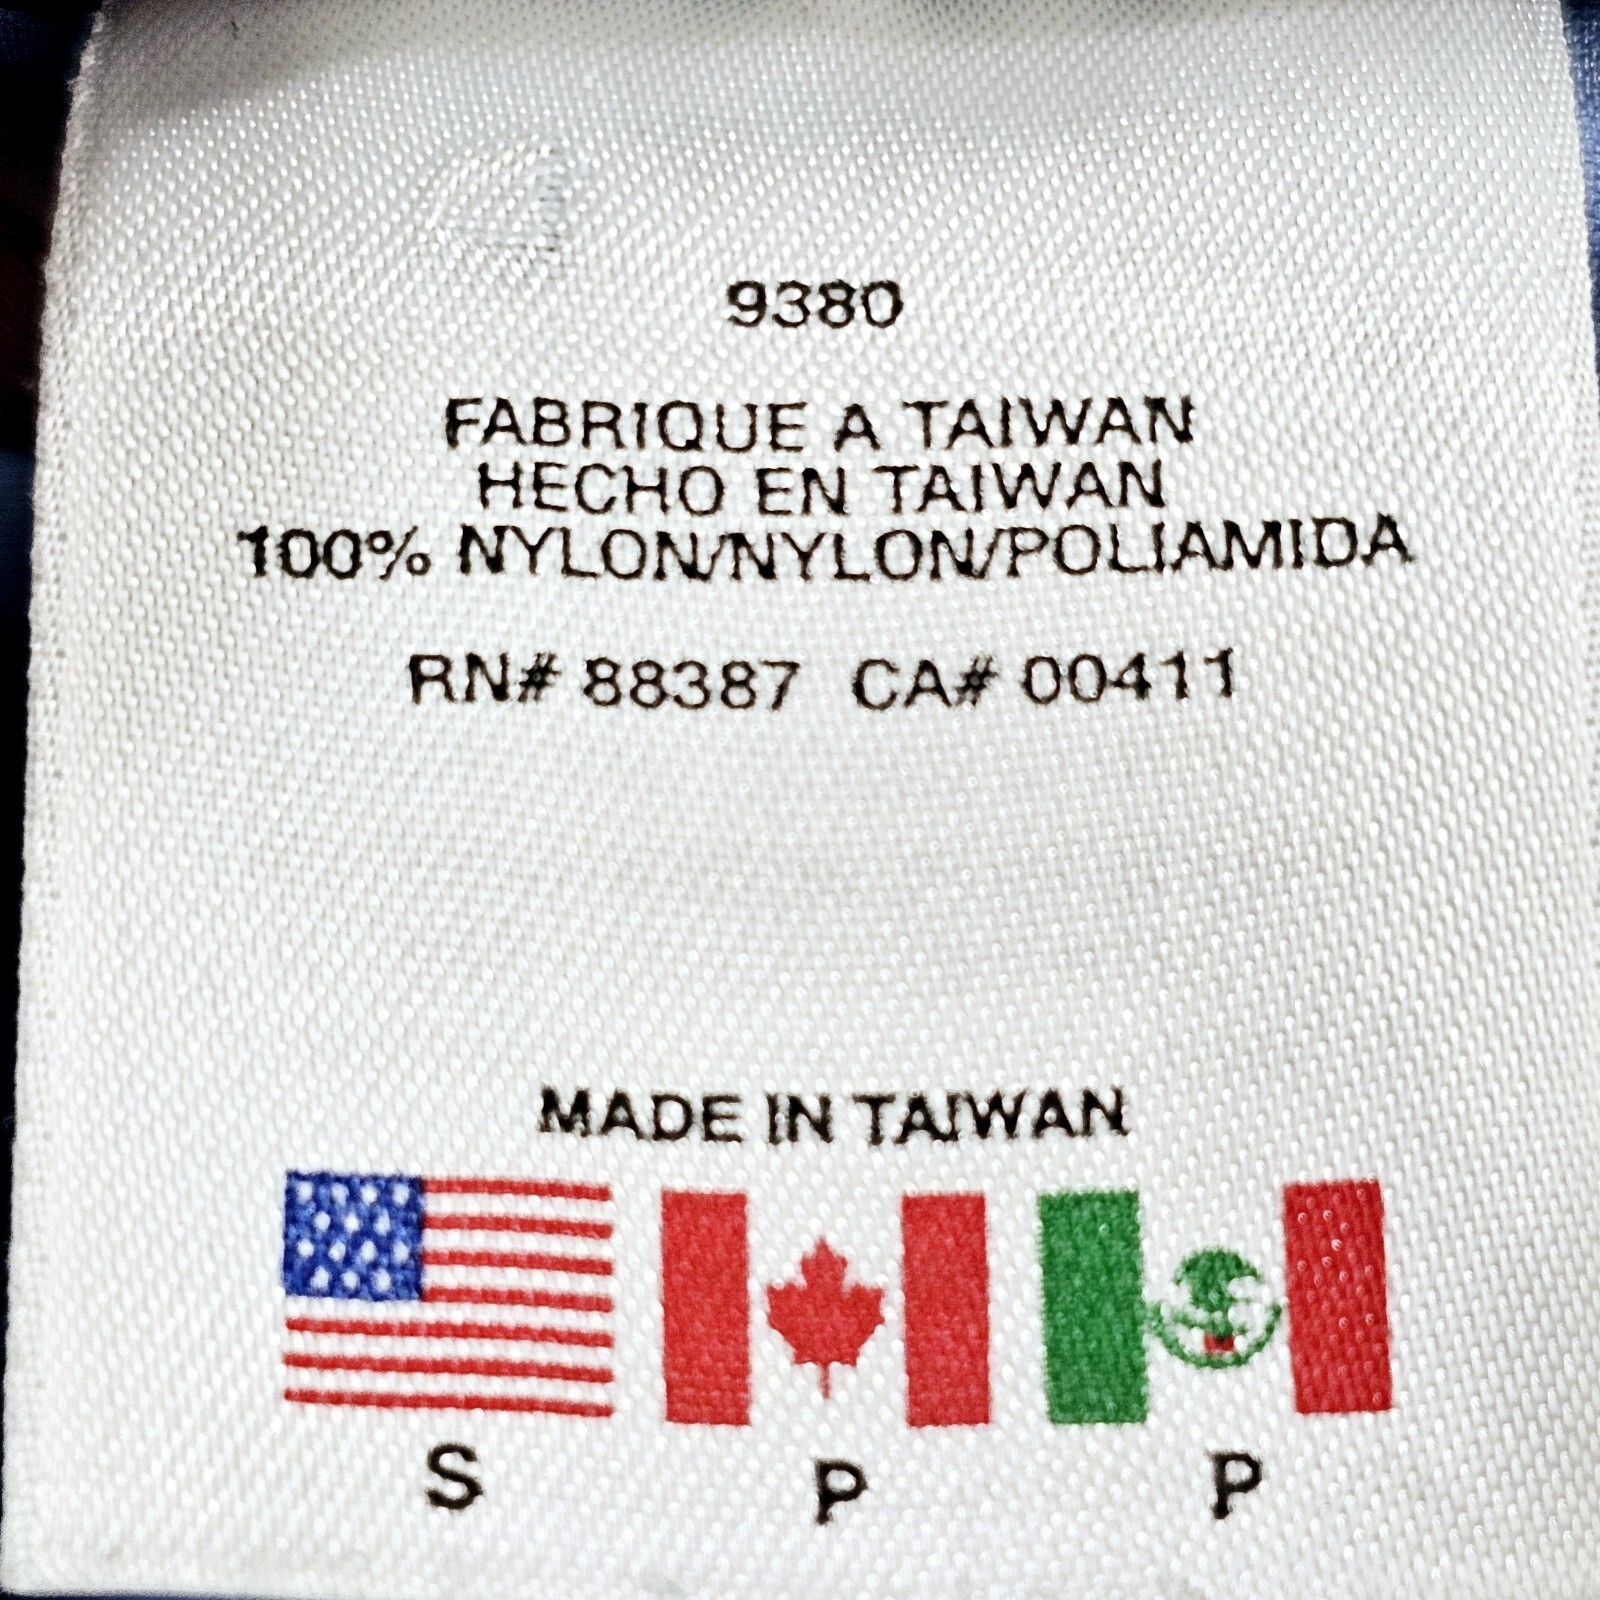 9380
FABRIQUE A TAIWAN
HECHO EN TAIWAN
100% NYLON/NYLON/POLIAMIDA
RN# 88387 CA# 00411
MADE IN TAIWAN
S P P